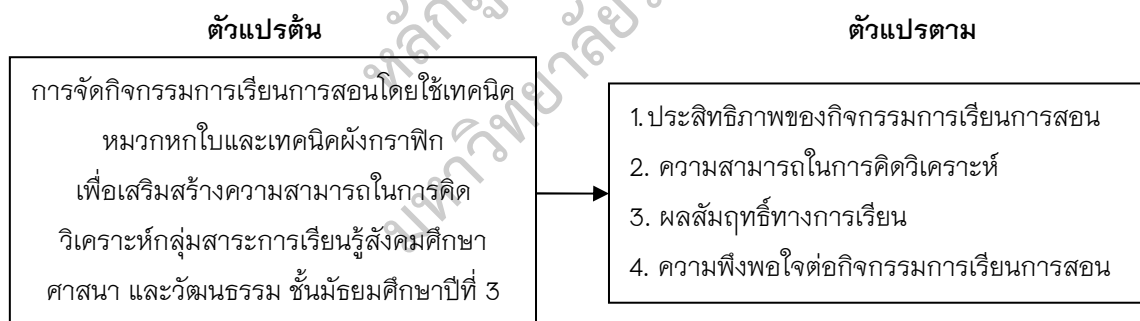 ตัวแปรต้น
ตัวแปรตาม
การจัดกิจกรรมการเรียนการสอนโดยใช้เทคนิค
หมวกหกใบและเทคนิคผังกราฟิก
เพื่อเสริมสร้างความสามารถในการคิด
วิเคราะห์กลุ่มสาระการเรียนรู้สังคมศึกษา
ศาสนา และวัฒนธรรม ชั้นมัธยมศึกษาปีที่ 3
1.ประสิทธิภาพของกิจกรรมการเรียนการสอน
2. ความสามารถในการคิดวิเคราะห์
3. ผลสัมฤทธิ์ทางการเรียน
4. ความพึงพอใจต่อกิจกรรมการเรียนการสอน
มหาวิทยาลัย